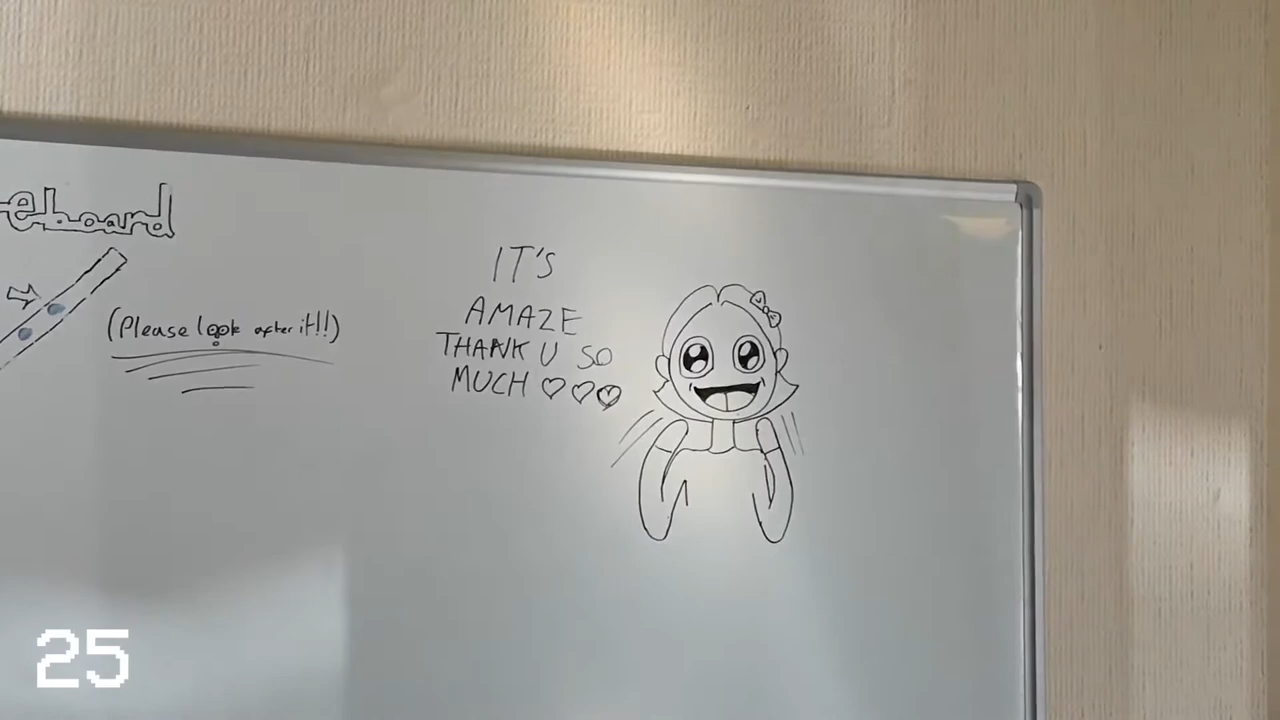 eboard
(Please look after it!!)
IT'S
AMAZE
THANK U SO
MUCH ♡♡♡
25